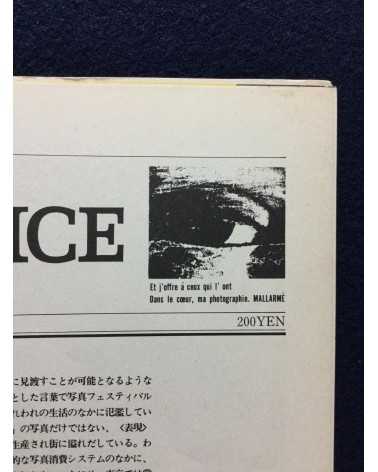 ICE
Et j'offre à ceux qui l' ont
Dans le cœur, ma photographie. MALLARMÉ
200YEN
に見渡すことが可能となるような
とした言葉で写真フェスティバル
れわれの生活のなかに氾濫してい
の写真だけではない、〈表現〉
生産され街に溢れだしている。わ
的な写真消費システムのなかに、